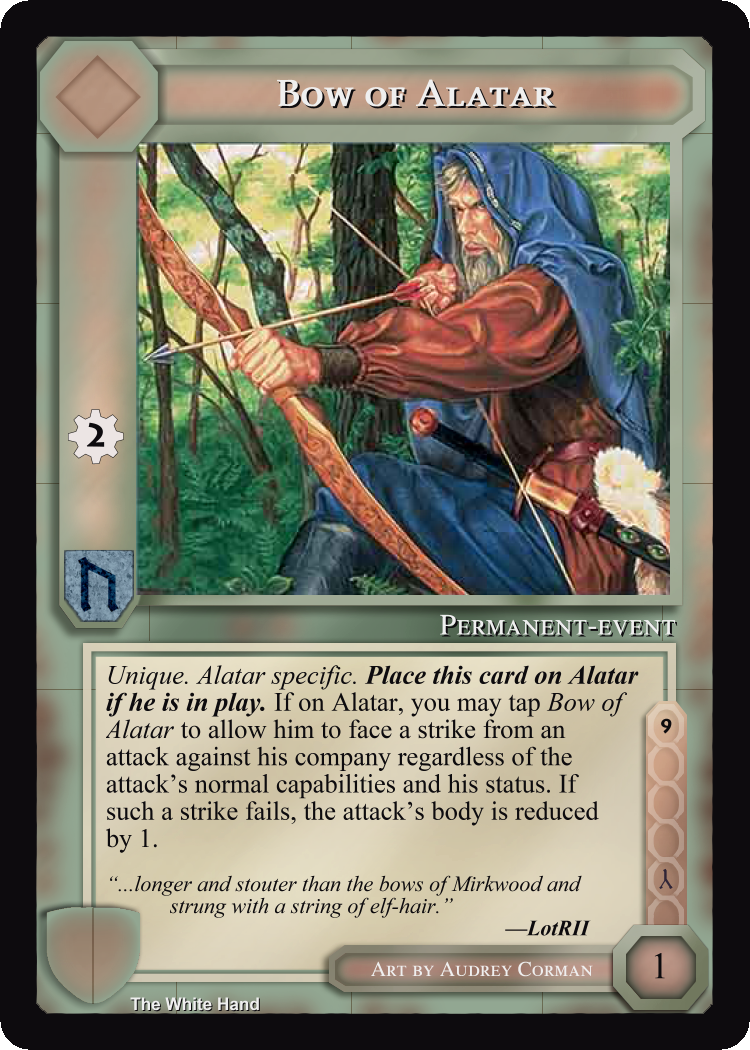 Bow of Alatar
2
Permanent-event
Unique. Alatar specific. Place this card on Alatar
if he is in play. If on Alatar, you may tap Bow of
Alatar to allow him to face a strike from an
attack against his company regardless of the
attack's normal capabilities and his status. If
such a strike fails, the attack's body is reduced
by 1.
9
"...longer and stouter than the bows of Mirkwood and
strung with a string of elf-hair."
—LotRII
Art by Audrey Corman
1
The White Hand